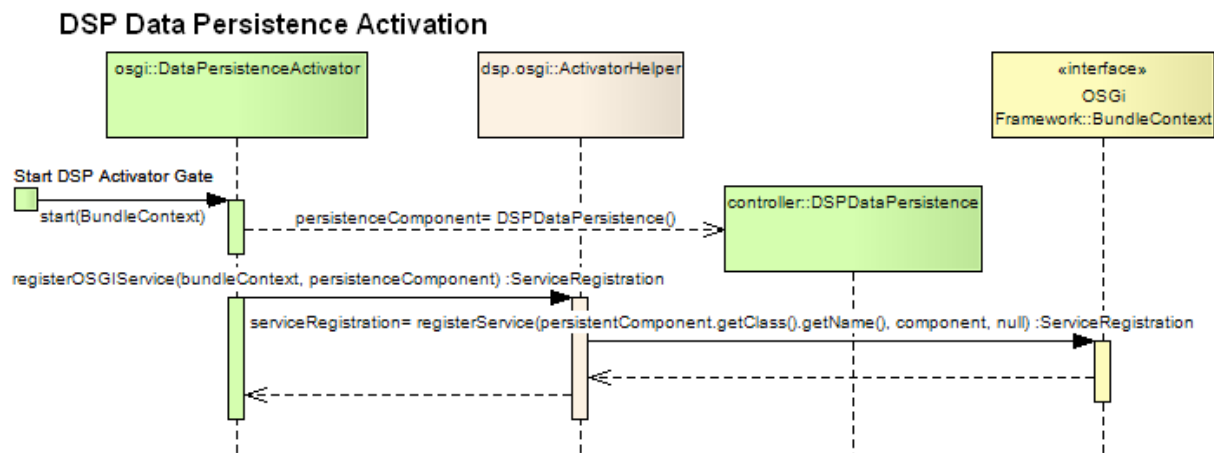 DSP Data Persistence Activation
osgi::DataPersistenceActivator
dsp.osgi::ActivatorHelper
«interface»
OSGi
Framework::BundleContext
Start DSP Activator Gate
start(BundleContext)
persistenceComponent= DSPDataPersistence()
controller::DSPDataPersistence
registerOSGIService(bundleContext, persistenceComponent) :ServiceRegistration
serviceRegistration= registerService(persistentComponent.getClass().getName(), component, null) :ServiceRegistration